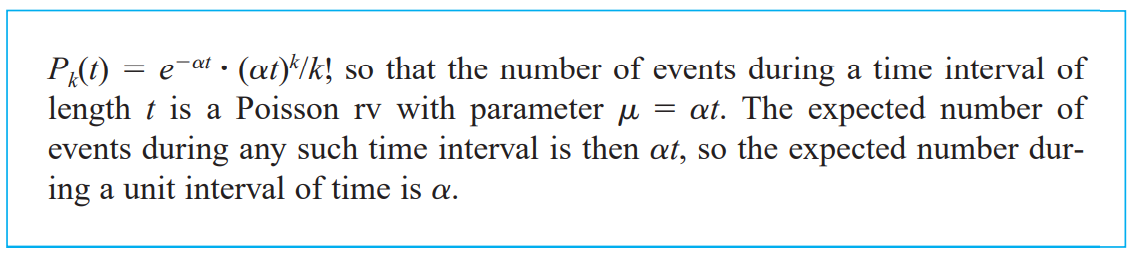 Pₖ(t) = e^{−αt} · (αt)^k/k! so that the number of events during a time interval of
length t is a Poisson rv with parameter μ = αt. The expected number of
events during any such time interval is then αt, so the expected number dur-
ing a unit interval of time is α.